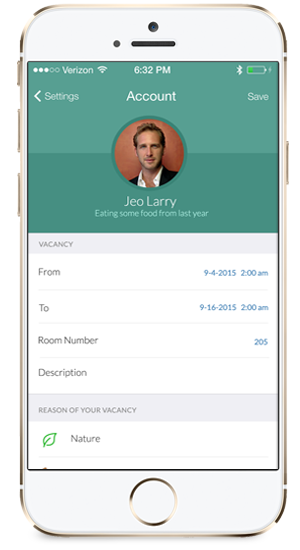 Verizon 6:32 PM
Settings Account Save
Jeo Larry
Eating some food from last year
VACANCY
From 9-4-2015 2:00 am
To 9-16-2015 2:00 am
Room Number 205
Description
REASON OF YOUR VACANCY
Nature